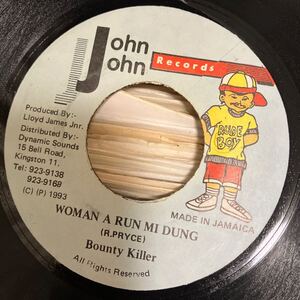 John
John
Records
RUDE
BOY
Produced By:-
Lloyd James Jnr.
Distributed By:-
Dynamic Sounds
15 Bell Road,
Kingston 11.
Tel: 923-9138
923-9168
(C) (P) 1993
MADE IN JAMAICA
WOMAN A RUN MI DUNG
(R.PRYCE)
Bounty Killer
All Rights Reserved